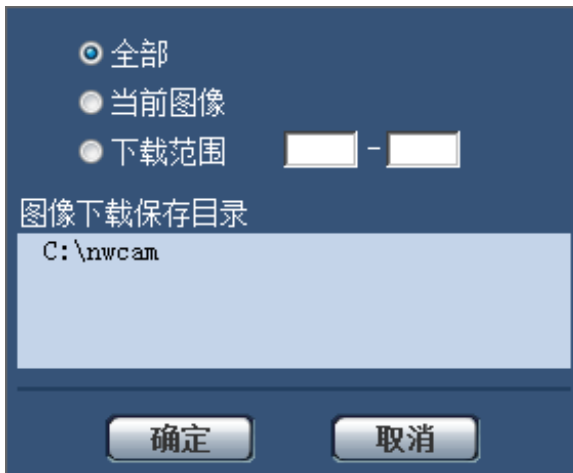 全部
当前图像
下载范围 -
图像下载保存目录
C:\nwcam
确定 取消